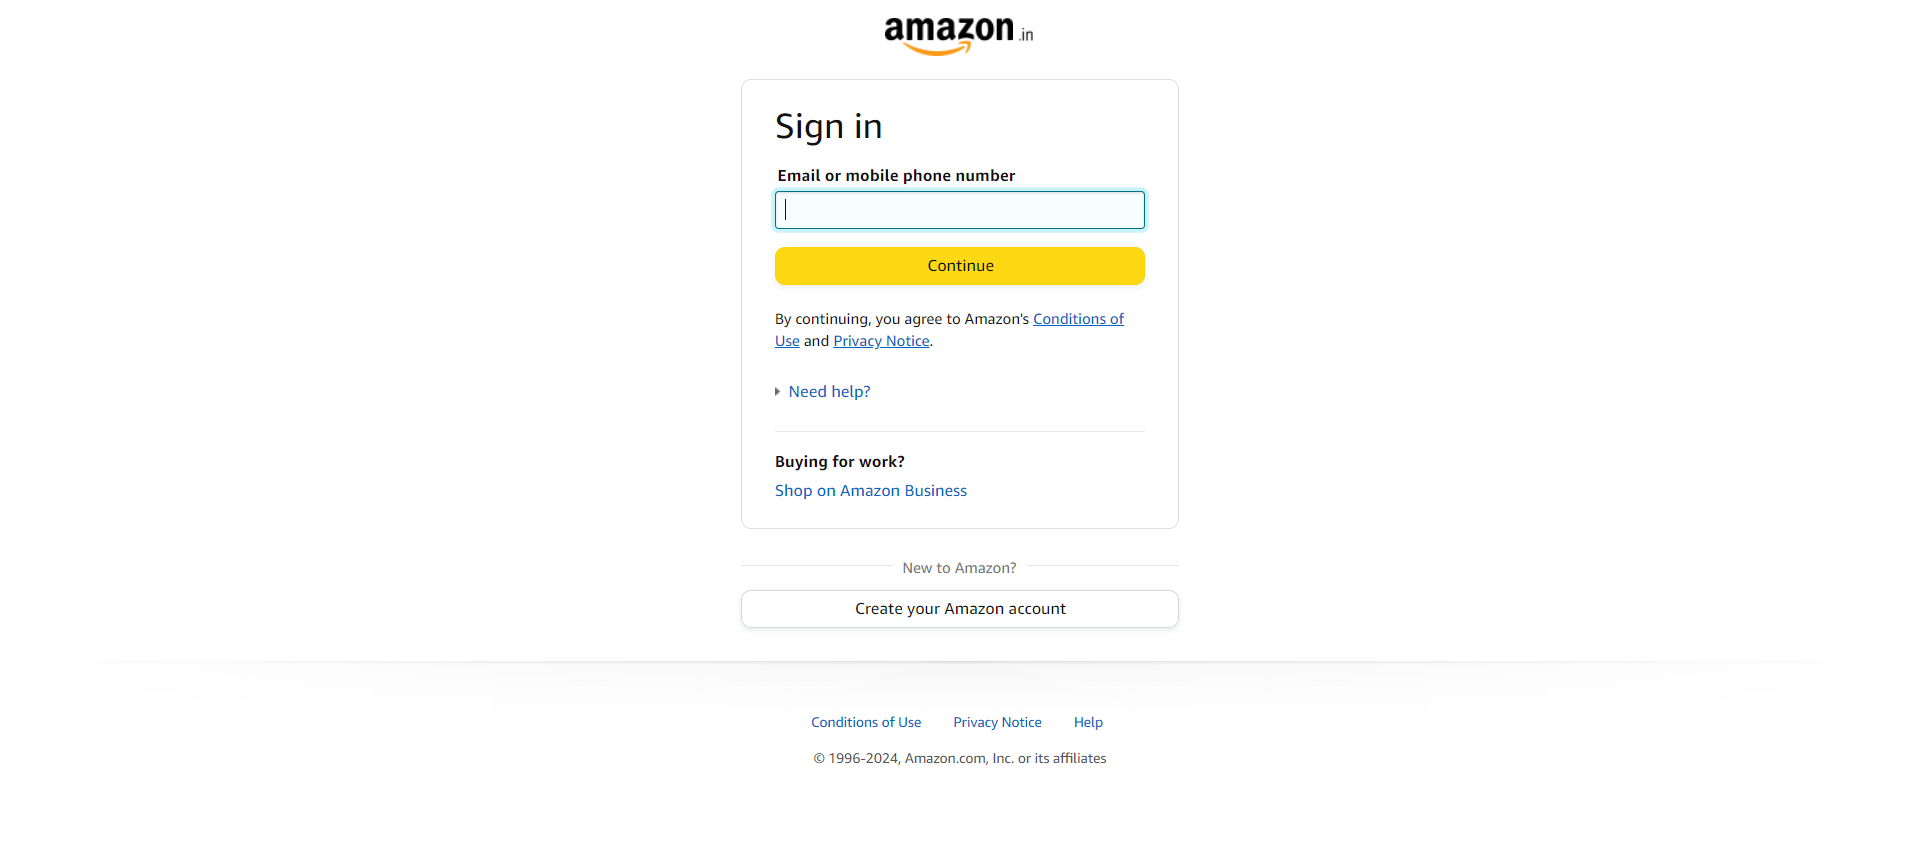 amazon.in
Sign in
Email or mobile phone number
Continue
By continuing, you agree to Amazon's Conditions of
Use and Privacy Notice.
Need help?
Buying for work?
Shop on Amazon Business
New to Amazon?
Create your Amazon account
Conditions of Use Privacy Notice Help
© 1996-2024, Amazon.com, Inc. or its affiliates